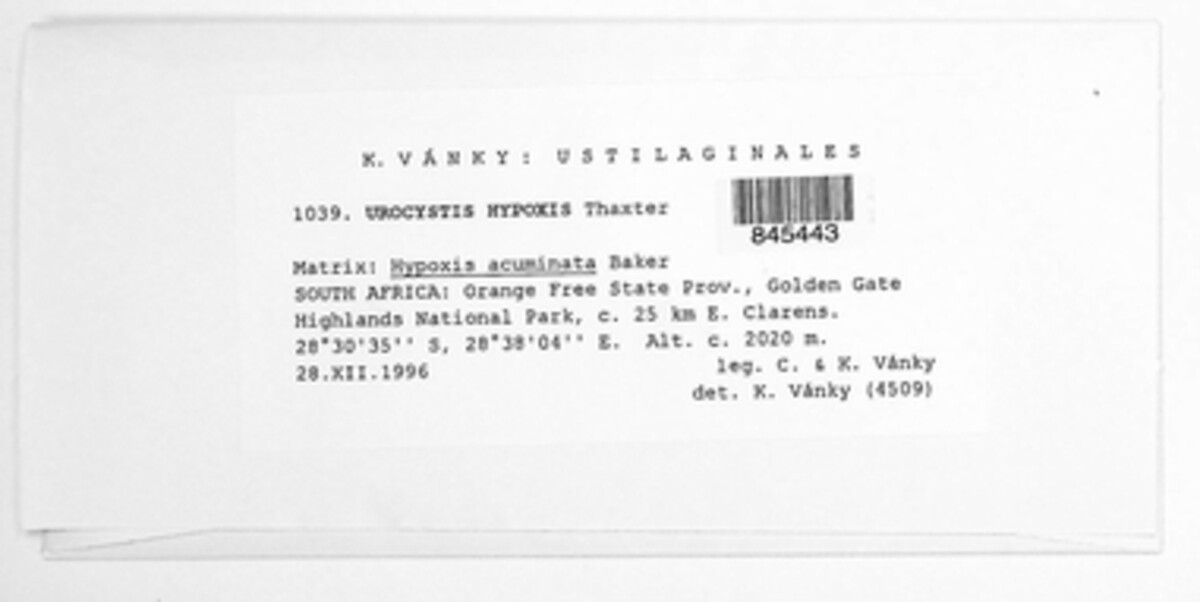 K. VÁNKY: USTILAGINALES
1039. UROCYSTIS HYPOXIS Thaxter
845443
Matrix: Hypoxis acuminata Baker
SOUTH AFRICA: Orange Free State Prov., Golden Gate
Highlands National Park, c. 25 km E. Clarens.
28°30'35'' S, 28°38'04'' E. Alt. c. 2020 m.
28.XII.1996 leg. C. & K. Vánky
det. K. Vánky (4509)